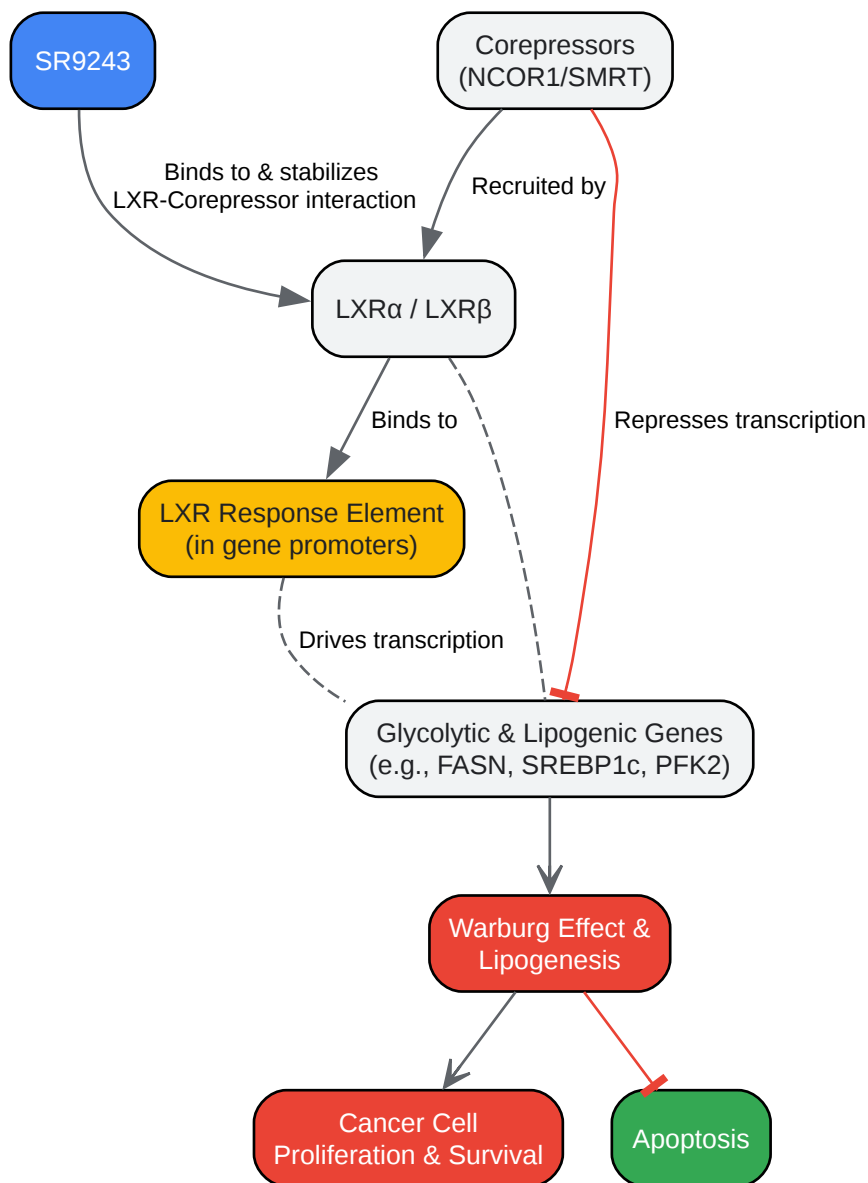 SR9243
Corepressors
(NCOR1/SMRT)
Binds to & stabilizes
LXR-Corepressor interaction
Recruited by
LXRα / LXRβ
Binds to
Represses transcription
LXR Response Element
(in gene promoters)
Drives transcription
Glycolytic & Lipogenic Genes
(e.g., FASN, SREBP1c, PFK2)
Warburg Effect &
Lipogenesis
Cancer Cell
Proliferation & Survival
Apoptosis